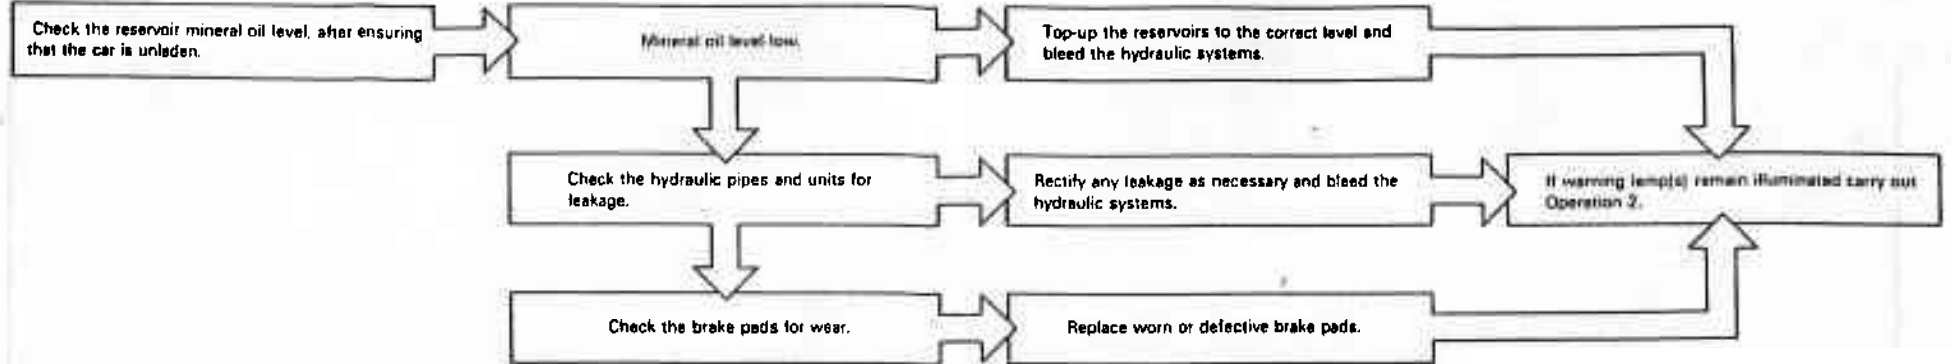 Check the reservoir mineral oil level, after ensuring
that the car is unladen.
Mineral oil level low.
Top-up the reservoirs to the correct level and
bleed the hydraulic systems.
Check the hydraulic pipes and units for
leakage.
Rectify any leakage as necessary and bleed the
hydraulic systems.
If warning lamp(s) remain illuminated carry out
Operation 2.
Check the brake pads for wear.
Replace worn or defective brake pads.